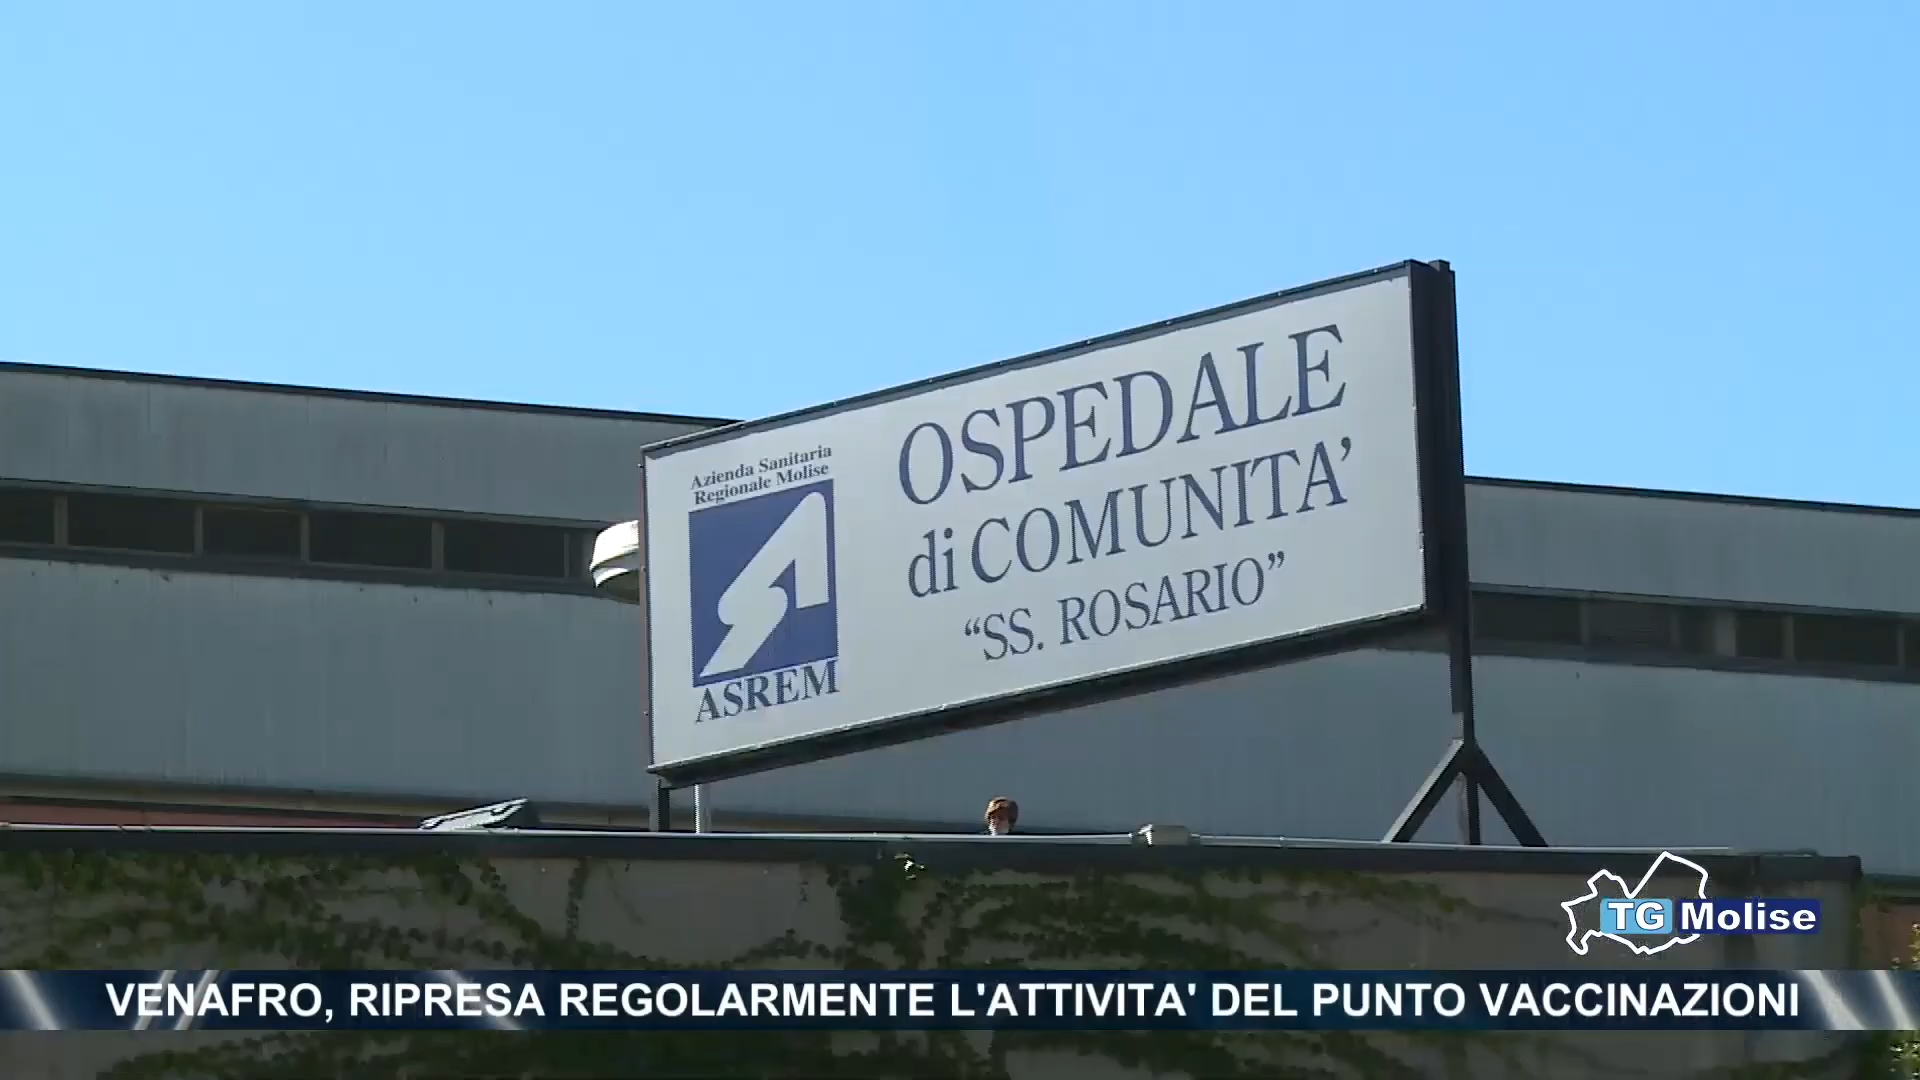 Azienda Sanitaria
Regionale Molise
ASREM
OSPEDALE
di COMUNITA'
“SS. ROSARIO”
TG Molise
VENAFRO, RIPRESA REGOLARMENTE L'ATTIVITA' DEL PUNTO VACCINAZIONI